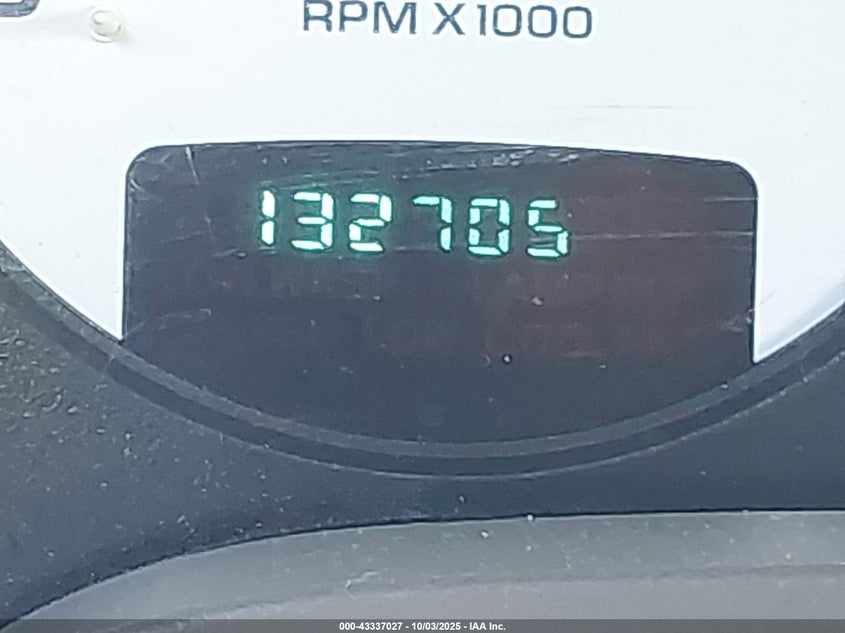 RPM X1000
132705
000-43337027 - 10/03/2025 - IAA Inc.